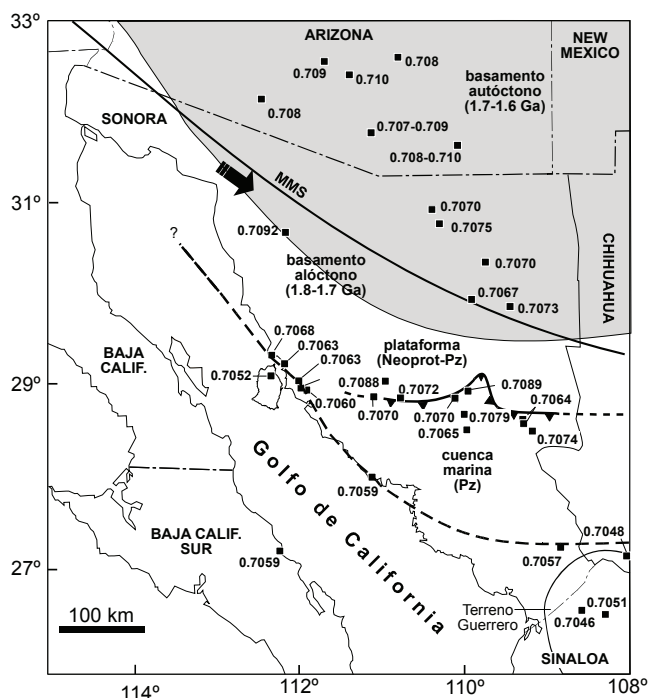 33°
ARIZONA
NEW
MEXICO
0.708
0.709
0.710
basamento
autóctono
(1.7-1.6 Ga)
SONORA
0.708
0.707-0.709
0.708-0.710
31°
MMS
0.7070
0.7075
CHIHUAHUA
?
0.7092
basamento
alóctono
(1.8-1.7 Ga)
0.7070
0.7067
0.7073
0.7068
0.7063
0.7063
plataforma
(Neoprot-Pz)
BAJA
CALIF.
29°
0.7052
0.7060
0.7088
0.7072
0.7089
0.7064
0.7070
0.7070
0.7079
0.7065
0.7074
cuenca
marina
(Pz)
Golfo de California
0.7059
BAJA CALIF.
SUR
0.7059
27°
0.7048
0.7057
100 km
Terreno
Guerrero
0.7051
0.7046
SINALOA
114°
112°
110°
108°